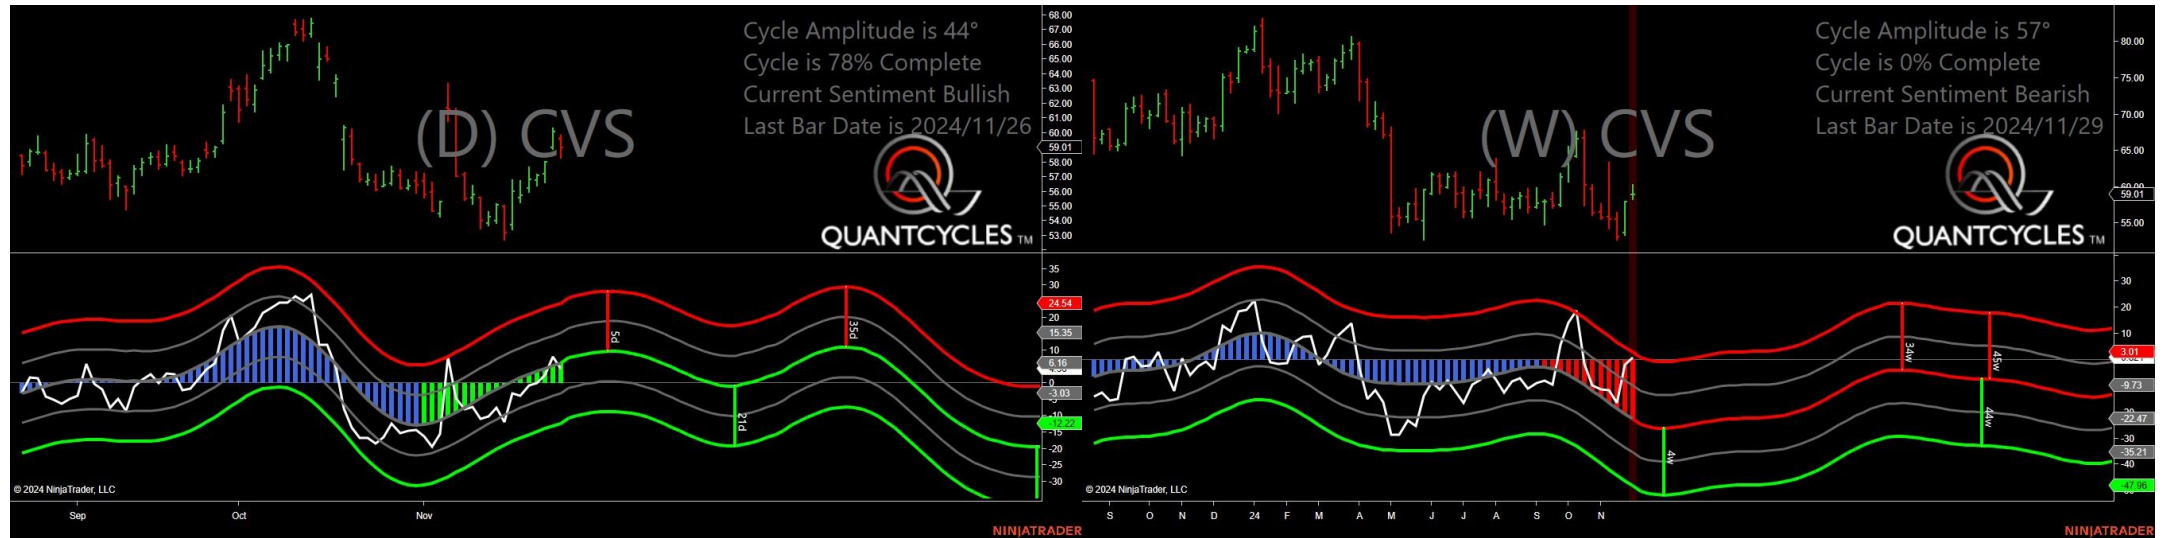 Cycle Amplitude is 44°
Cycle is 78% Complete
Current Sentiment Bullish
Last Bar Date is 2024/11/26
(D) CVS
QUANTCYCLES TM
68.00
67.00
66.00
65.00
64.00
63.00
62.00
61.00
60.00
59.01
58.00
57.00
56.00
55.00
54.00
53.00
35
30
24.54
20
15.35
10
6.16
0
-3.03
-5
-10
-12.22
-15
-20
-25
-30
5d
21d
35d
© 2024 NinjaTrader, LLC
Sep
Oct
Nov
NINJATRADER
Cycle Amplitude is 57°
Cycle is 0% Complete
Current Sentiment Bearish
Last Bar Date is 2024/11/29
(W) CVS
QUANTCYCLES TM
80.00
75.00
70.00
65.00
60.00
59.01
55.00
30
20
10
3.01
-9.73
-20
-22.47
-30
-35.21
-40
-47.96
4w
34w
44w
45w
© 2024 NinjaTrader, LLC
S O N D 24 F M A M J J A S O N
NINJATRADER